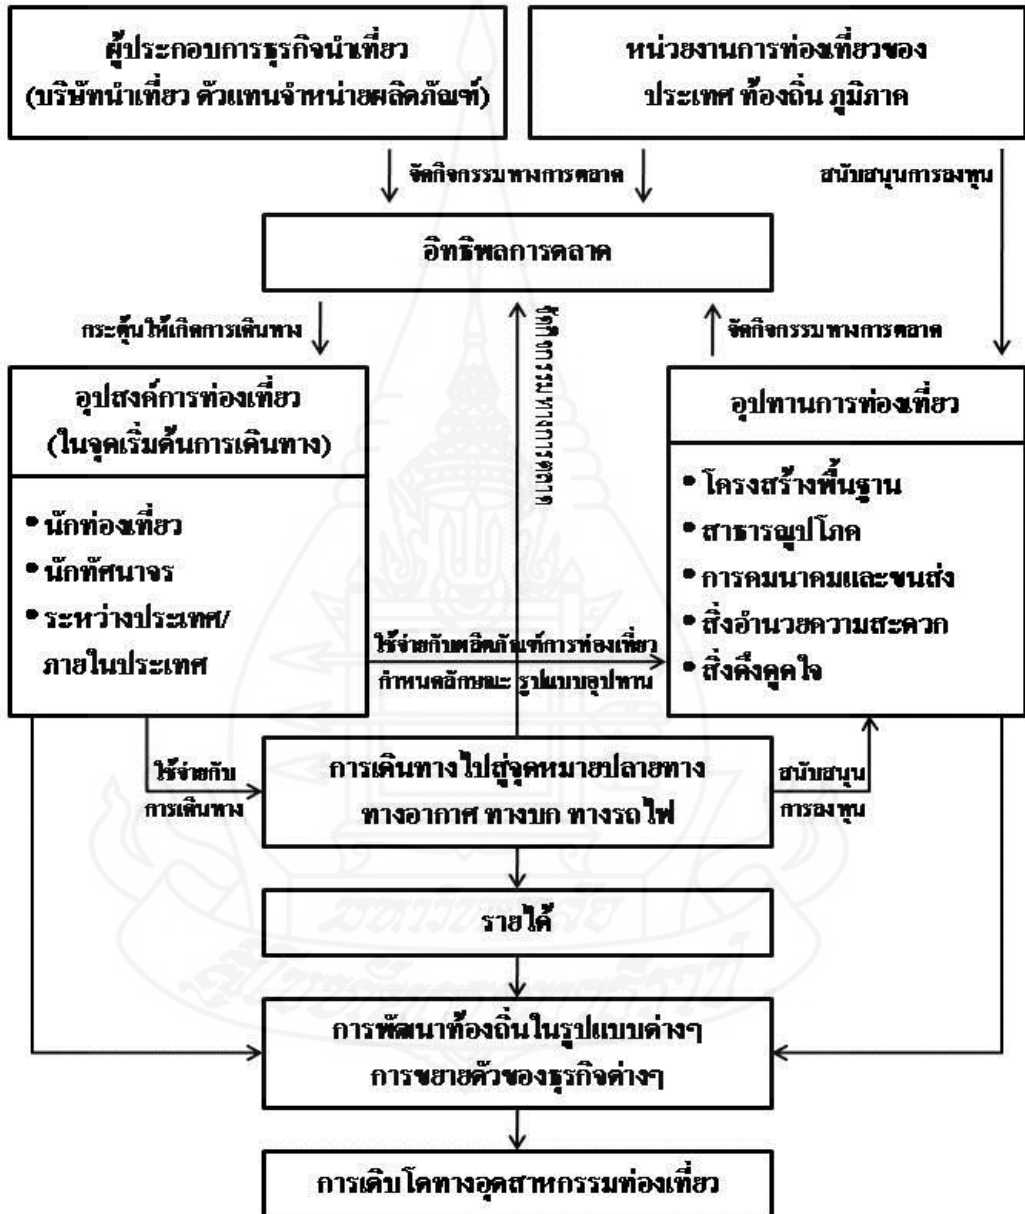 ผู้ประกอบการธุรกิจนำเที่ยว
(บริษัทนำเที่ยว ตัวแทนจำหน่ายผลิตภัณฑ์)
หน่วยงานการท่องเที่ยวของ
ประเทศ ท้องถิ่น ภูมิภาค
จัดกิจกรรมทางการตลาด
สนับสนุนการลงทุน
อิทธิพลการตลาด
กระตุ้นให้เกิดการเดินทาง
จัดกิจกรรมทางการตลาด
จัดกิจกรรมทางการตลาด
อุปสงค์การท่องเที่ยว
(ในจุดเริ่มต้นการเดินทาง)
• นักท่องเที่ยว
• นักทัศนาจร
• ระหว่างประเทศ/
ภายในประเทศ
อุปทานการท่องเที่ยว
• โครงสร้างพื้นฐาน
• สาธารณูปโภค
• การคมนาคมและขนส่ง
• สิ่งอำนวยความสะดวก
• สิ่งดึงดูดใจ
ใช้จ่ายกับผลิตภัณฑ์การท่องเที่ยว
กำหนดลักษณะ รูปแบบอุปทาน
ใช้จ่ายกับ
การเดินทาง
การเดินทางไปสู่จุดหมายปลายทาง
ทางอากาศ ทางบก ทางรถไฟ
สนับสนุน
การลงทุน
รายได้
การพัฒนาท้องถิ่นในรูปแบบต่างๆ
การขยายตัวของธุรกิจต่างๆ
การเติบโตทางอุตสาหกรรมท่องเที่ยว